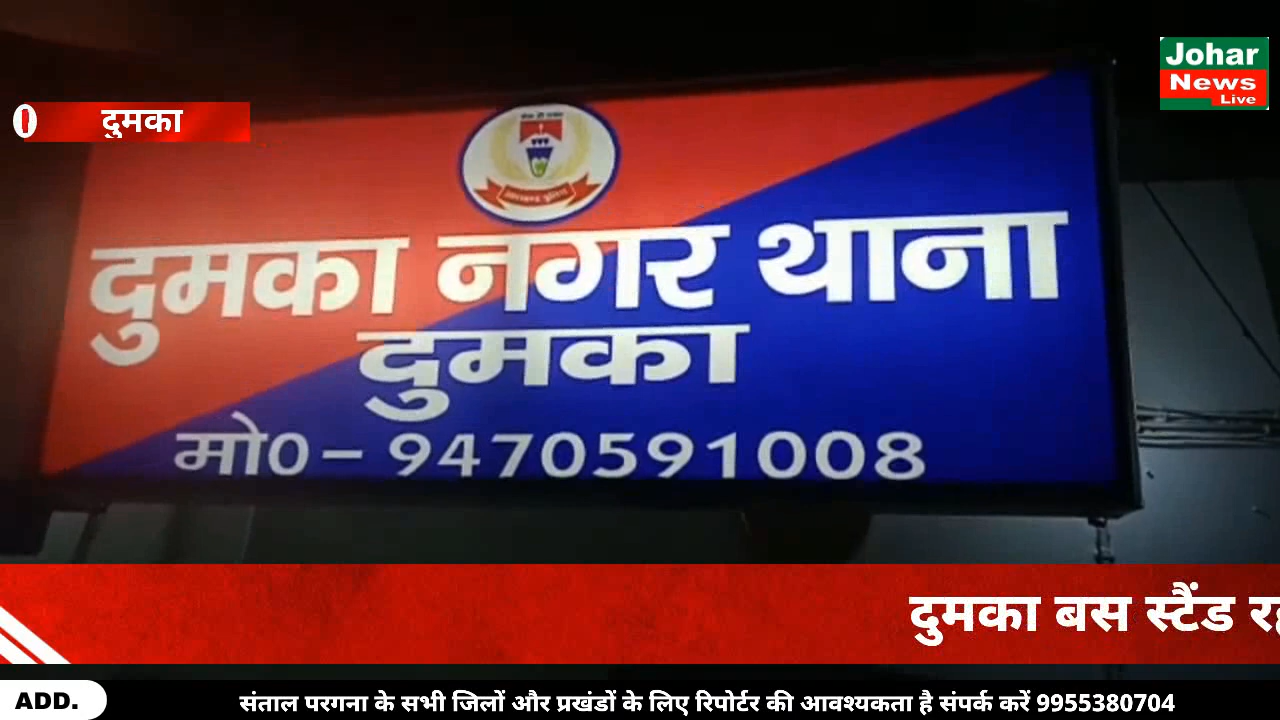 Johar
News
Live
दुमका
दुमका नगर थाना
दुमका
मो0- 9470591008
दुमका बस स्टैंड
ADD. संताल परगना के सभी जिलों और प्रखंडों के लिए रिपोर्टर की आवश्यकता है संपर्क करें 9955380704